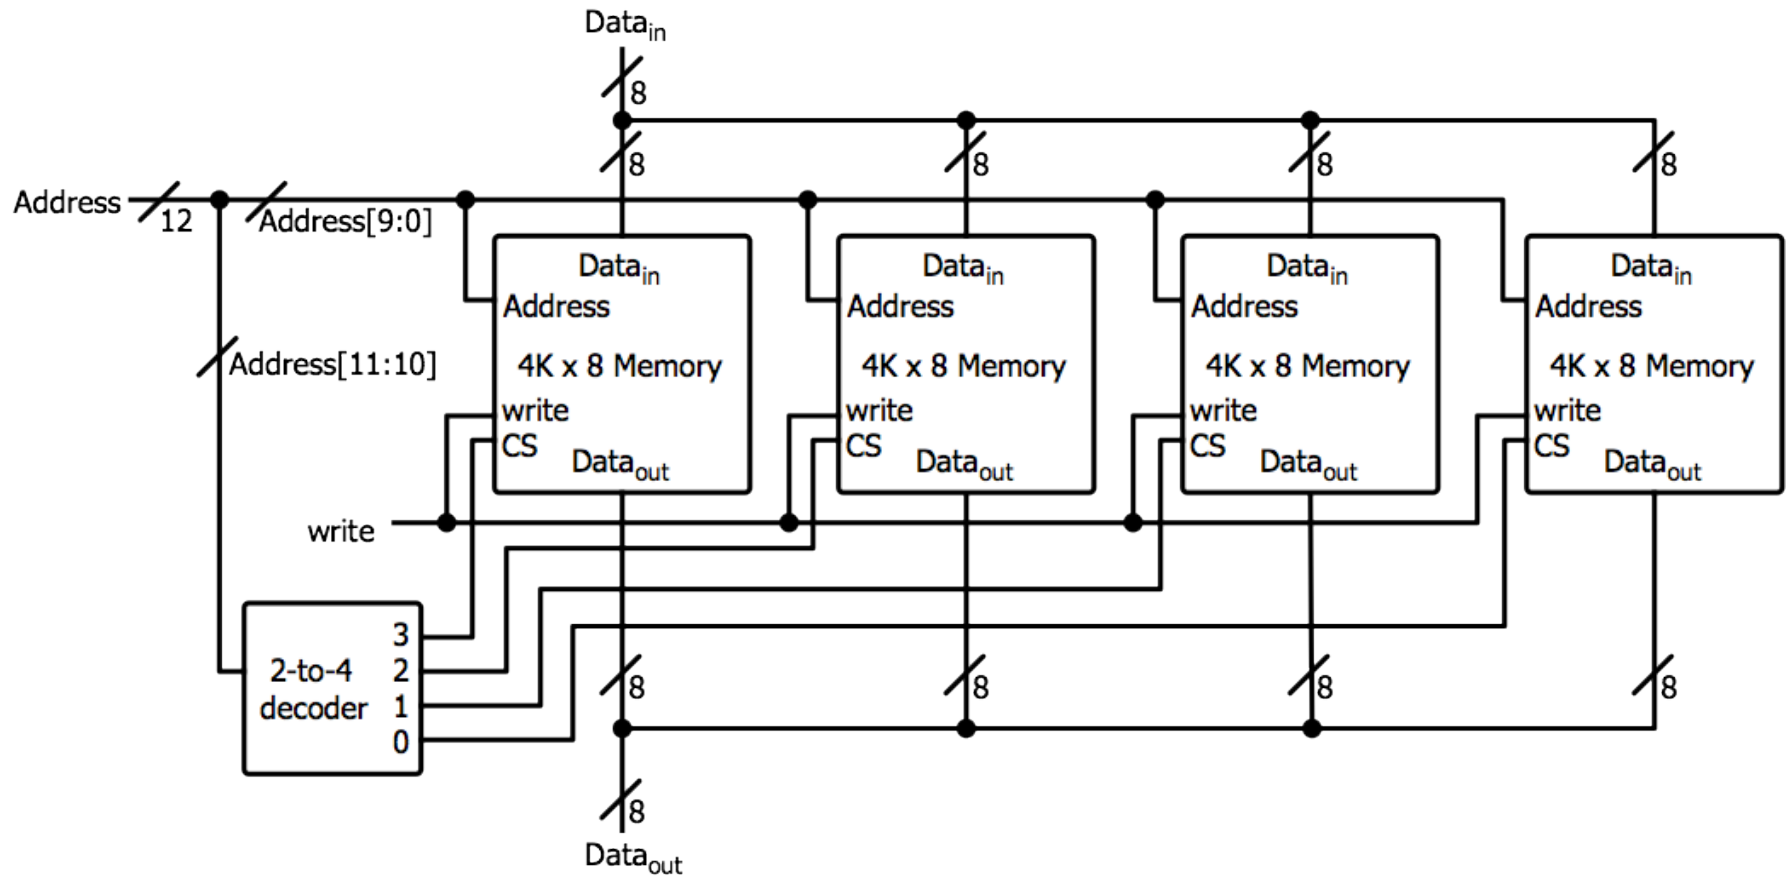 Data_in
8
8
8
8
8
Address
12
Address[9:0]
Data_in
Data_in
Data_in
Data_in
Address
Address
Address
Address
Address[11:10]
4K x 8 Memory
4K x 8 Memory
4K x 8 Memory
4K x 8 Memory
write
write
write
write
CS
CS
CS
CS
Data_out
Data_out
Data_out
Data_out
write
3
2-to-4
2
decoder
1
0
8
8
8
8
8
Data_out